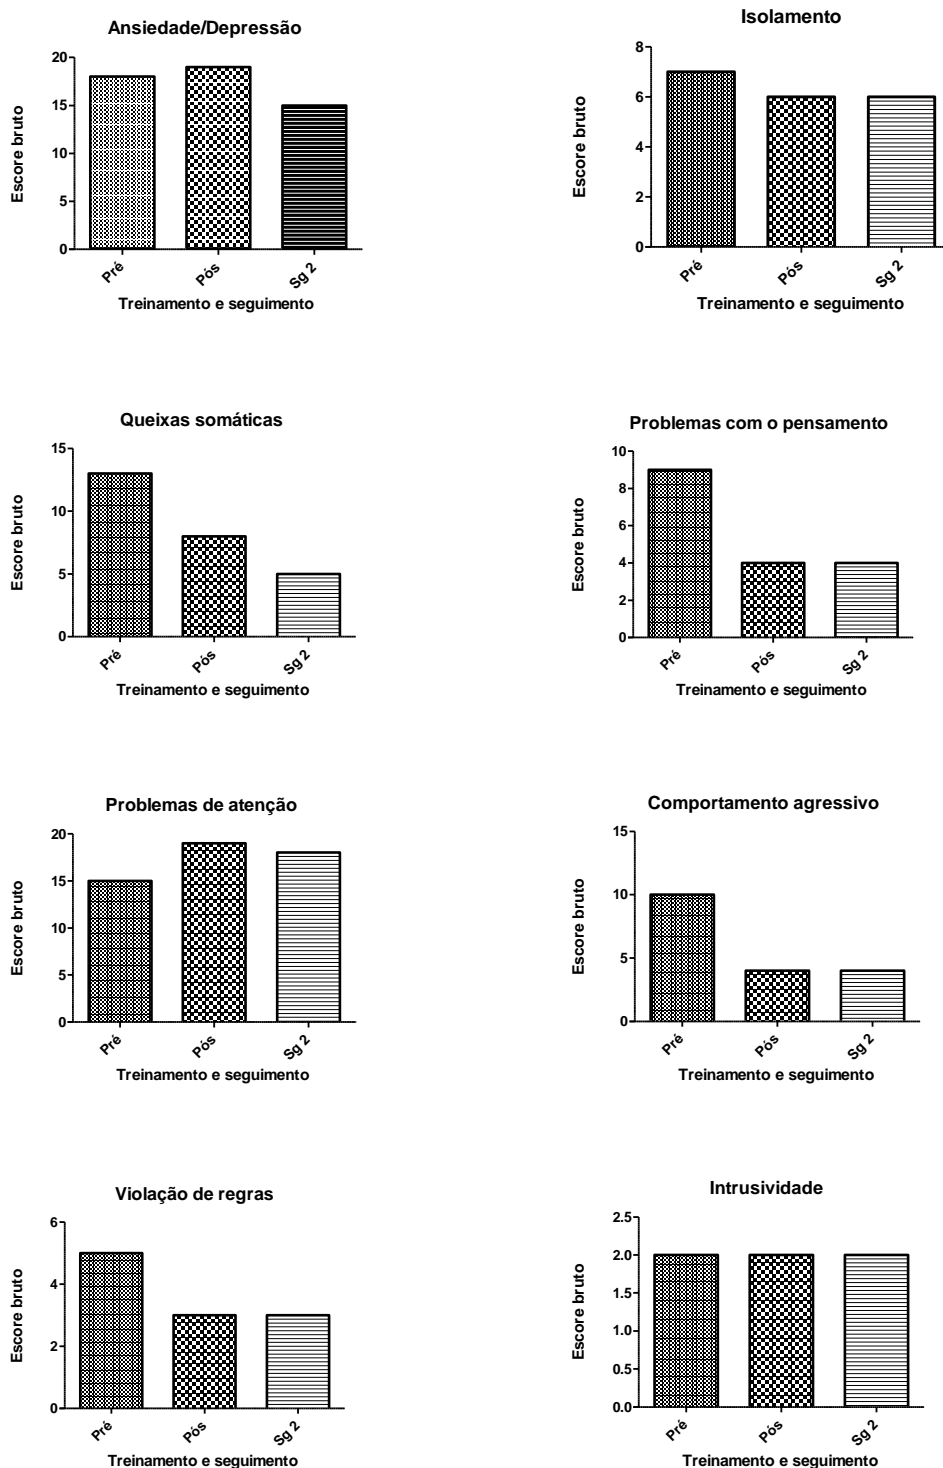 Ansiedade/Depressão
Escore bruto
20
15
10
5
0
Pré
Pós
Sg 2
Treinamento e seguimento
Isolamento
Escore bruto
8
6
4
2
0
Pré
Pós
Sg 2
Treinamento e seguimento
Queixas somáticas
Escore bruto
15
10
5
0
Pré
Pós
Sg 2
Treinamento e seguimento
Problemas com o pensamento
Escore bruto
10
8
6
4
2
0
Pré
Pós
Sg 2
Treinamento e seguimento
Problemas de atenção
Escore bruto
20
15
10
5
0
Pré
Pós
Sg 2
Treinamento e seguimento
Comportamento agressivo
Escore bruto
15
10
5
0
Pré
Pós
Sg 2
Treinamento e seguimento
Violação de regras
Escore bruto
6
4
2
0
Pré
Pós
Sg 2
Treinamento e seguimento
Intrusividade
Escore bruto
2.5
2.0
1.5
1.0
0.5
0.0
Pré
Pós
Sg 2
Treinamento e seguimento